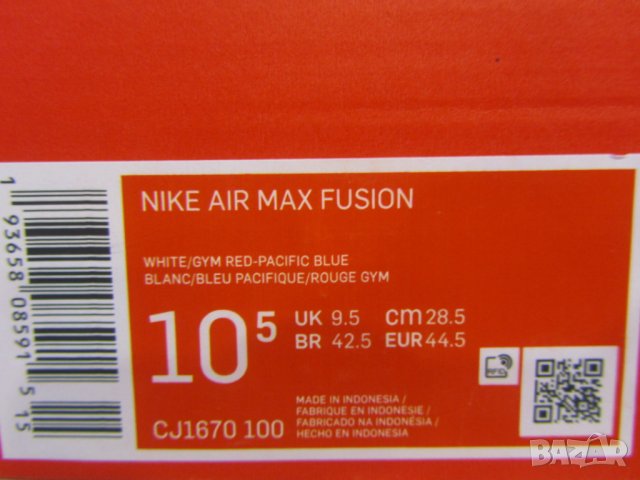 NIKE AIR MAX FUSION
WHITE/GYM RED-PACIFIC BLUE
BLANC/BLEU PACIFIQUE/ROUGE GYM
10 5 UK 9.5 cm 28.5
BR 42.5 EUR 44.5
RFID
MADE IN INDONESIA /
FABRIQUE EN INDONESIE/
FABRICADO NA INDONÉSIA /
HECHO EN INDONESIA
CJ1670 100
1 93658 08591 5 15
BAZAR